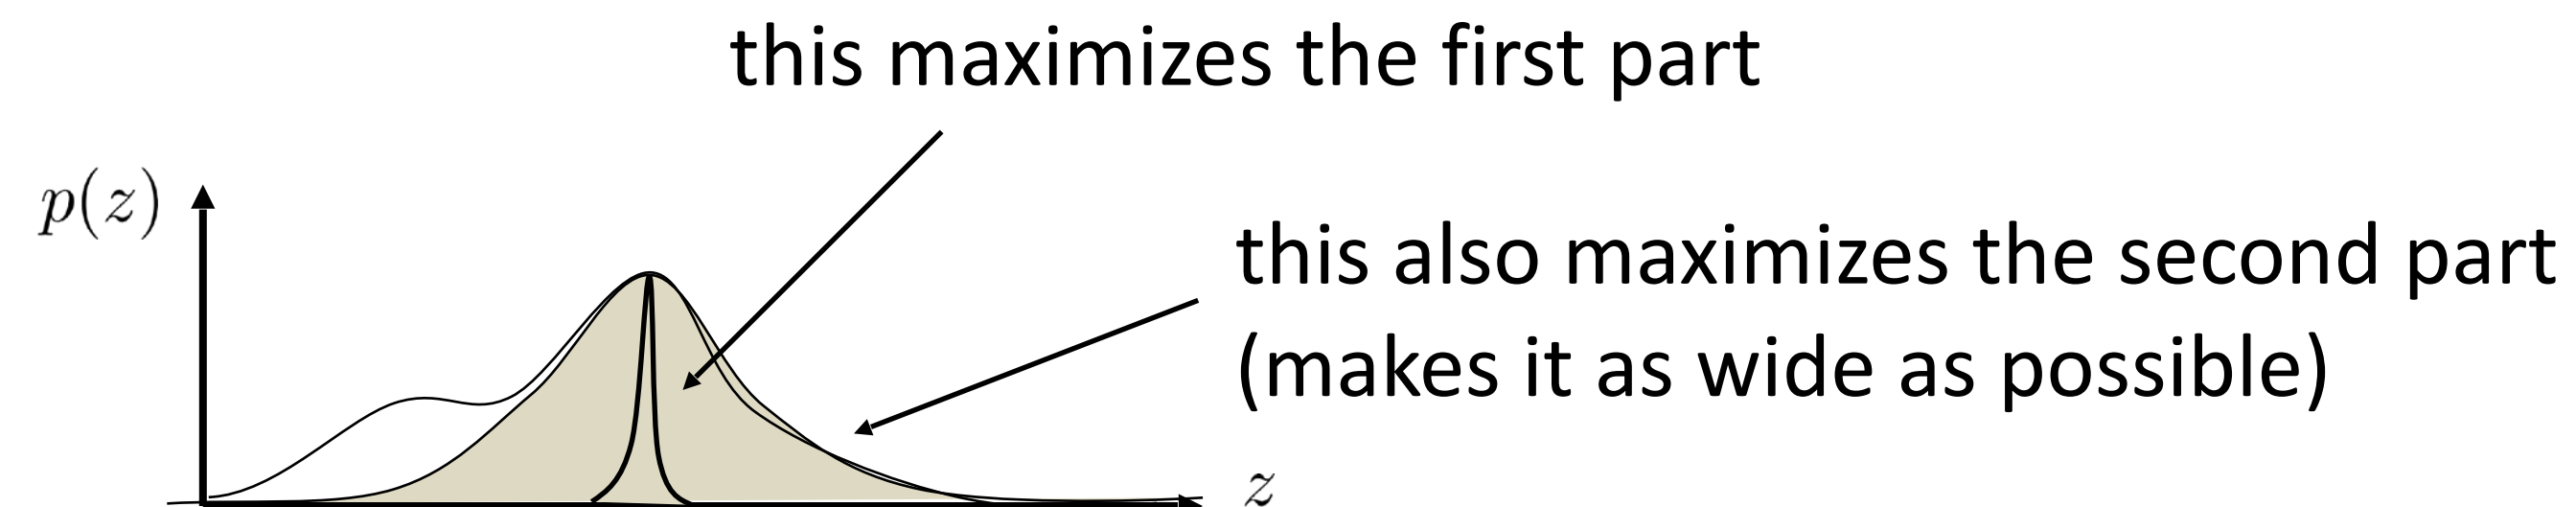 this maximizes the first part
p(z)
this also maximizes the second part
(makes it as wide as possible)
z